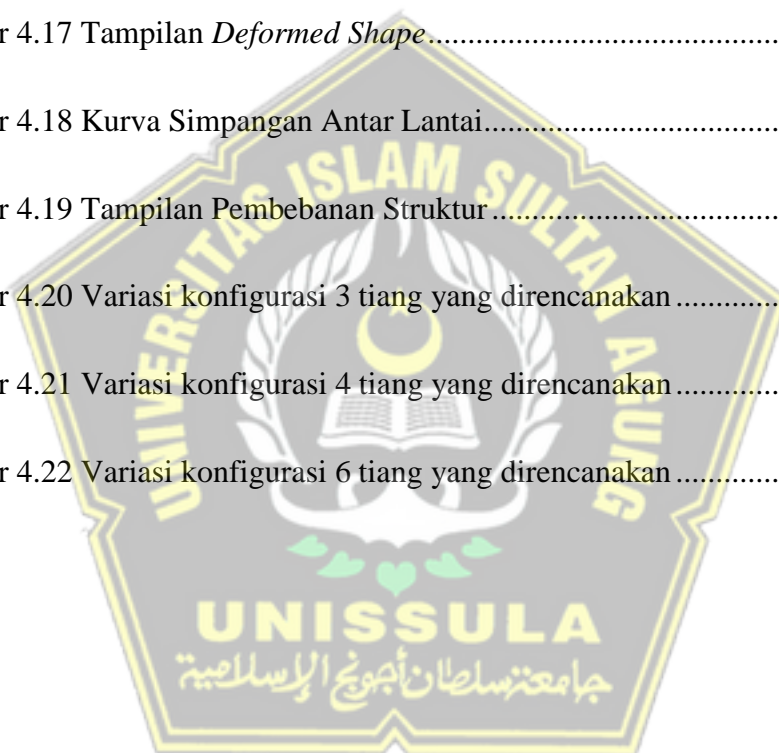 r 4.17 Tampilan Deformed Shape
r 4.18 Kurva Simpangan Antar Lantai
r 4.19 Tampilan Pembebanan Struktur
r 4.20 Variasi konfigurasi 3 tiang yang direncanakan
r 4.21 Variasi konfigurasi 4 tiang yang direncanakan
r 4.22 Variasi konfigurasi 6 tiang yang direncanakan
UNIVERSITAS ISLAM SULTAN AGUNG
UNISSULA
جامعة سلطان أجونج الإسلامية